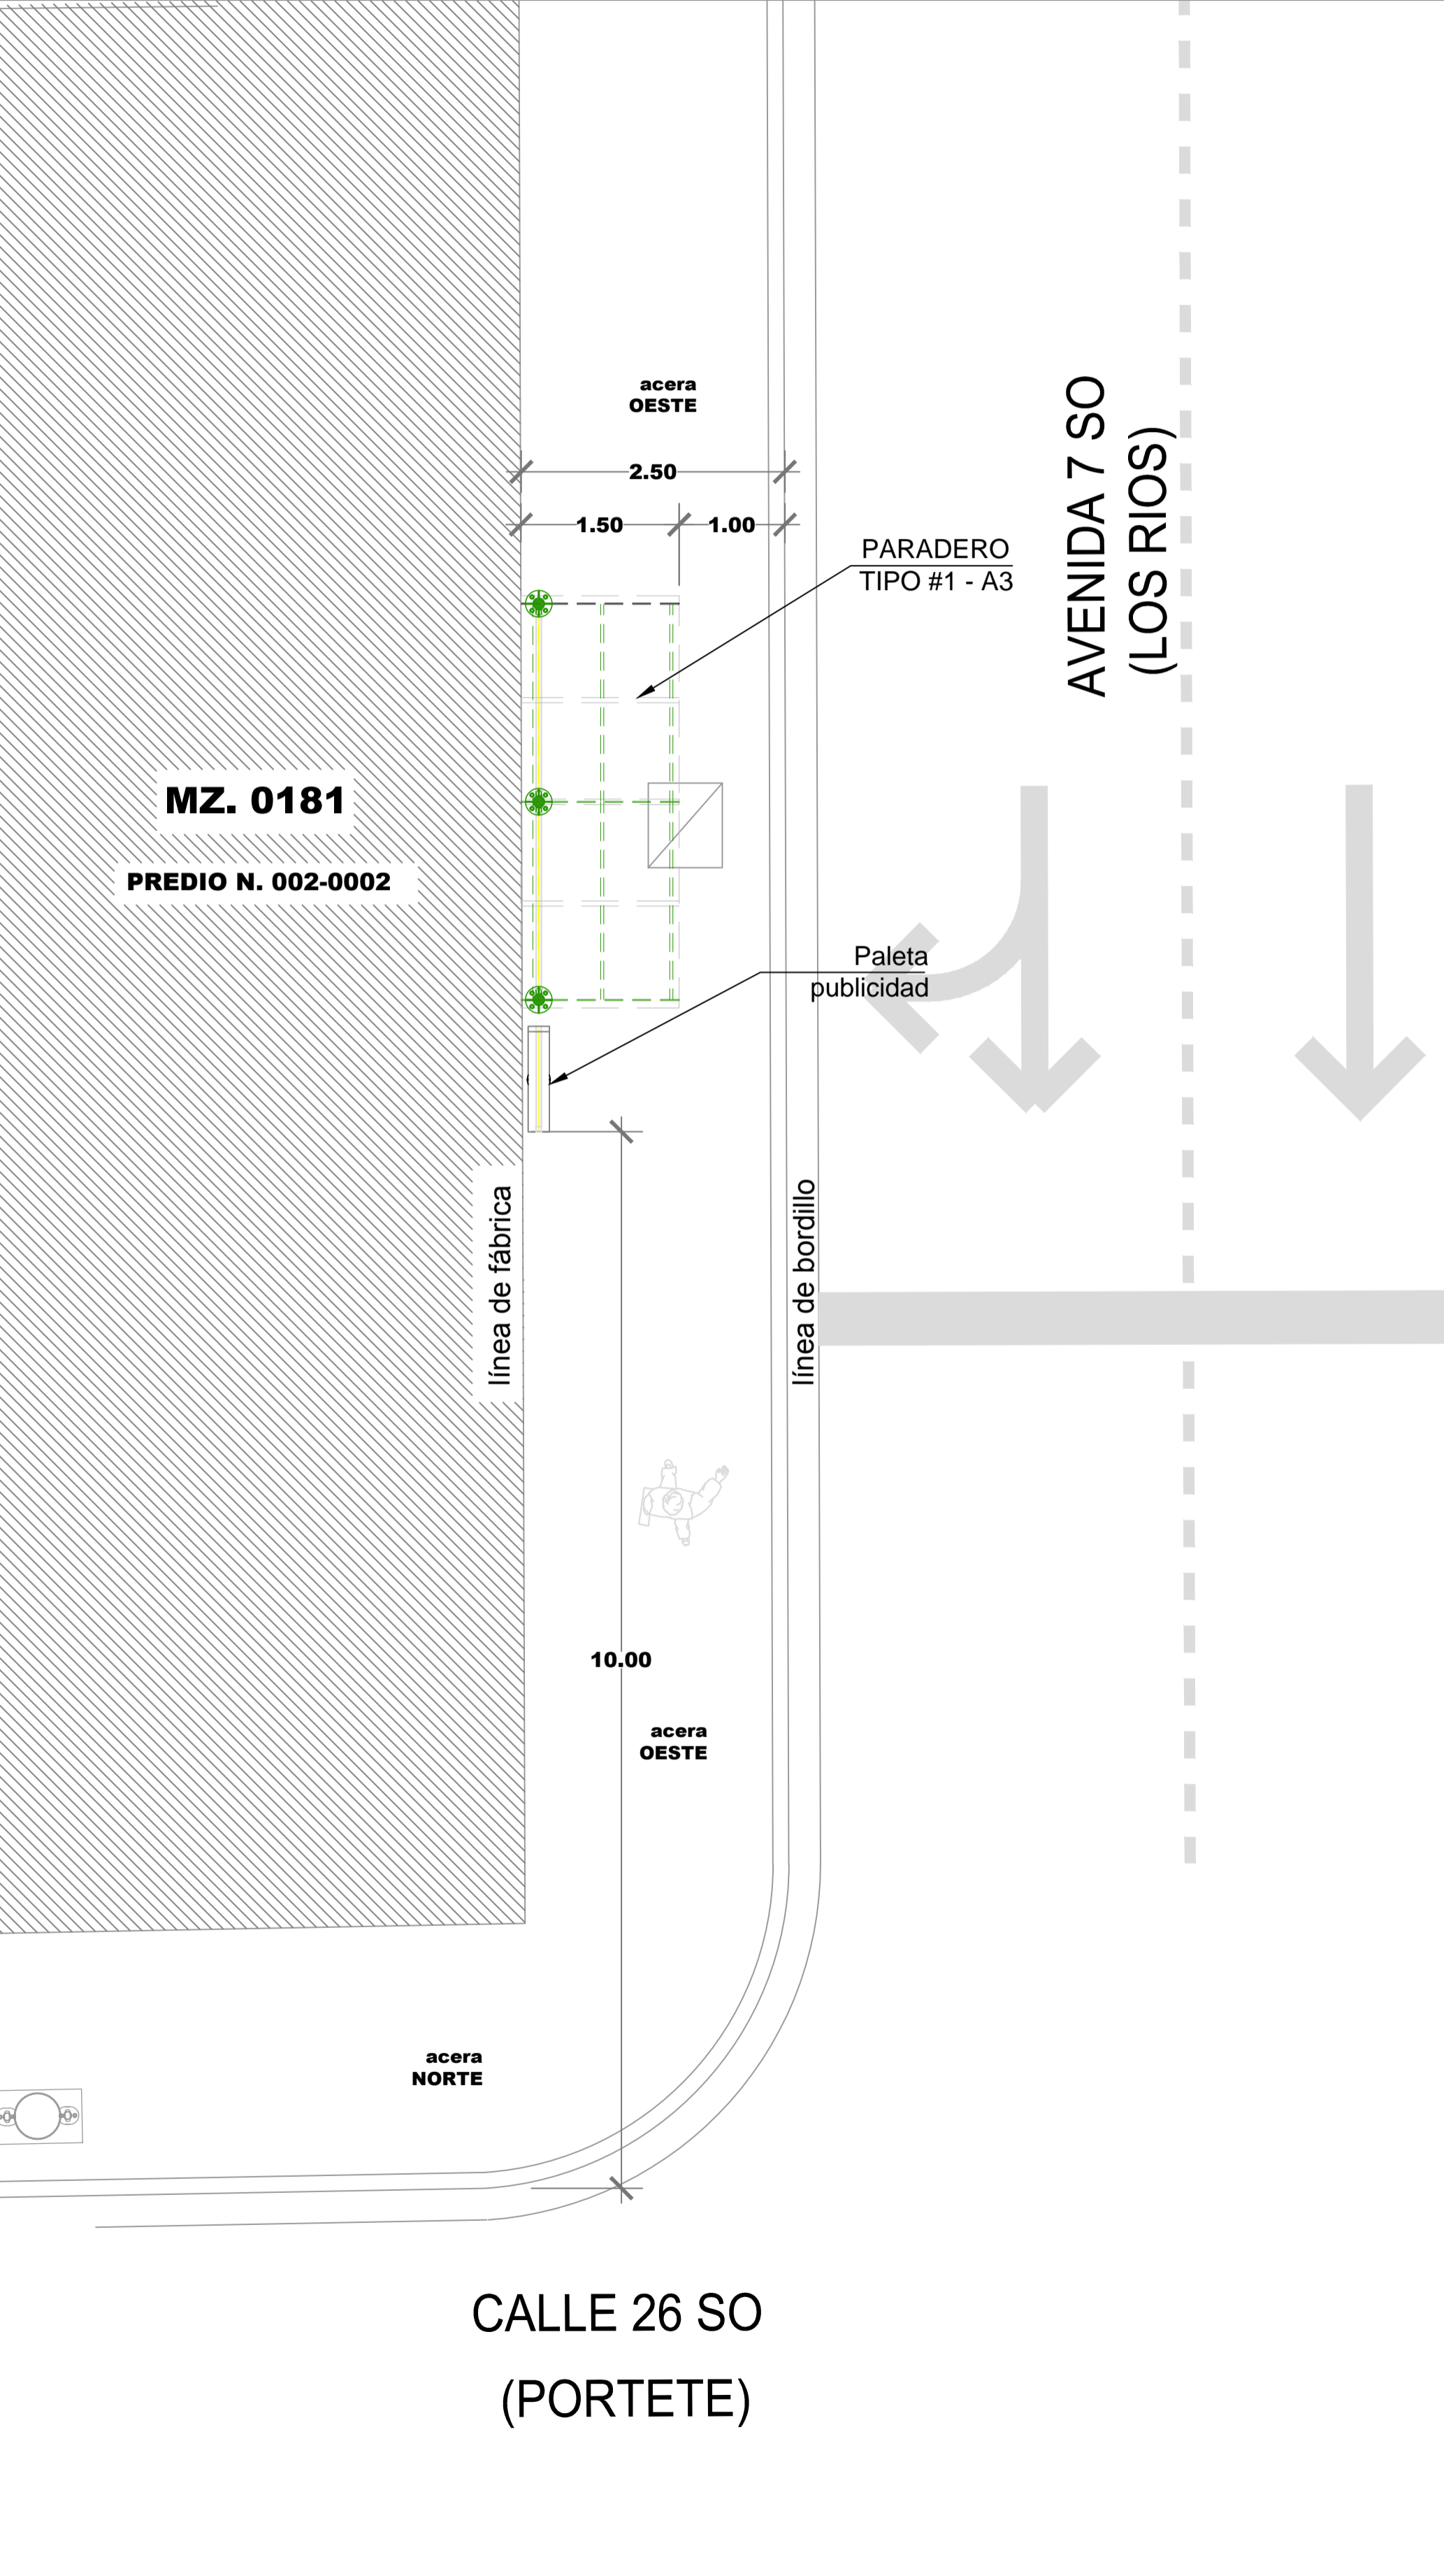 acera
OESTE
2.50
1.50
1.00
PARADERO
TIPO #1 - A3
AVENIDA 7 SO
(LOS RIOS)
MZ. 0181
PREDIO N. 002-0002
Paleta
publicidad
línea de fábrica
línea de bordillo
10.00
acera
OESTE
acera
NORTE
CALLE 26 SO
(PORTETE)